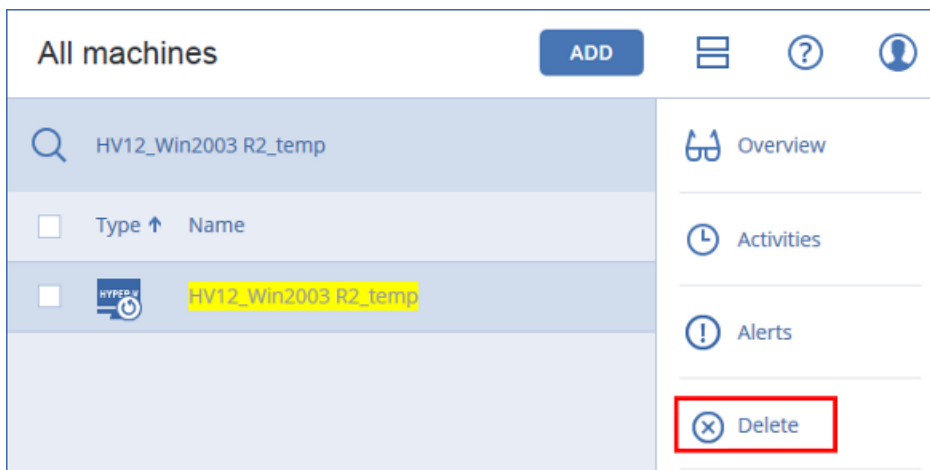 All machines
ADD
HV12_Win2003 R2_temp
Type Name
HYPER V
HV12_Win2003 R2_temp
Overview
Activities
Alerts
Delete